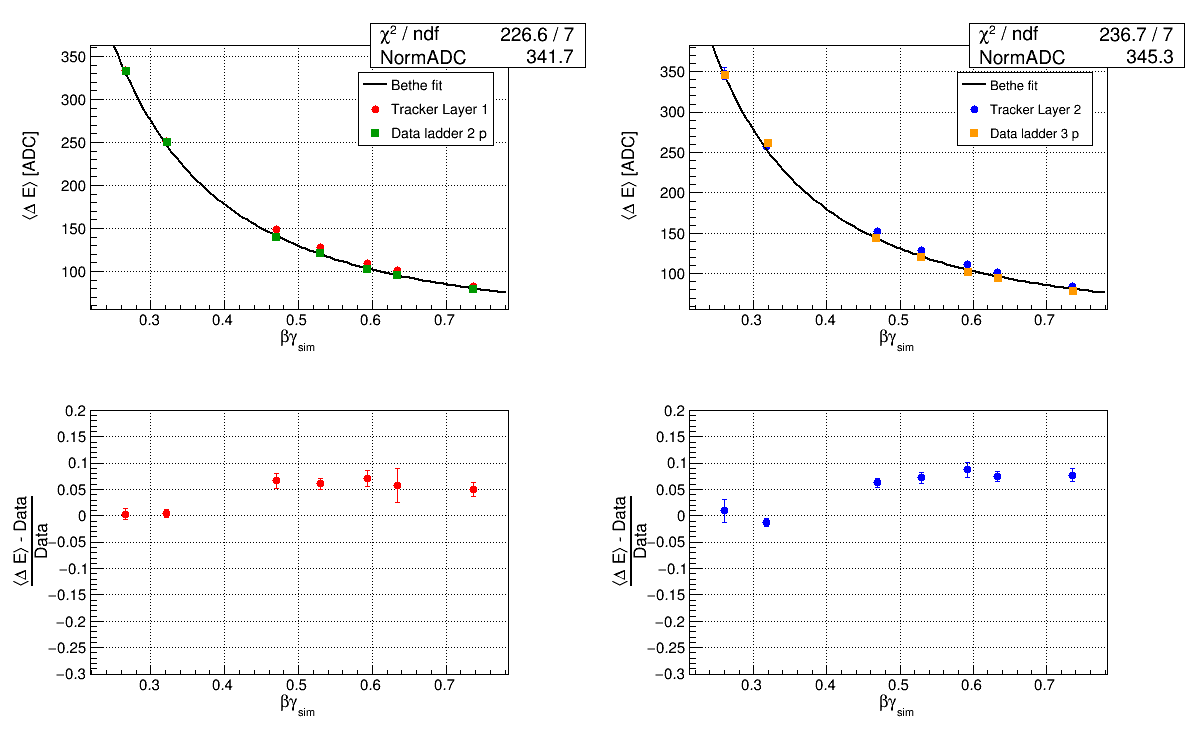 χ² / ndf 226.6 / 7
NormADC 341.7
Bethe fit
Tracker Layer 1
Data ladder 2 p
350
300
250
200
150
100
⟨Δ E⟩ [ADC]
0.3 0.4 0.5 0.6 0.7
βγsim
χ² / ndf 236.7 / 7
NormADC 345.3
Bethe fit
Tracker Layer 2
Data ladder 3 p
350
300
250
200
150
100
⟨Δ E⟩ [ADC]
0.3 0.4 0.5 0.6 0.7
βγsim
0.2
0.15
0.1
0.05
0
−0.05
−0.1
−0.15
−0.2
−0.25
−0.3
⟨Δ E⟩ - Data
Data
0.3 0.4 0.5 0.6 0.7
βγsim
0.2
0.15
0.1
0.05
0
−0.05
−0.1
−0.15
−0.2
−0.25
−0.3
⟨Δ E⟩ - Data
Data
0.3 0.4 0.5 0.6 0.7
βγsim